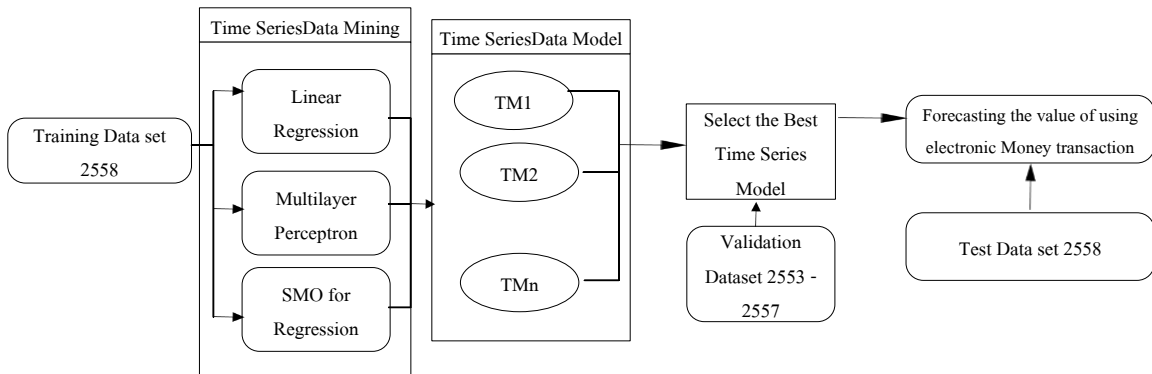 Time SeriesData Mining
Linear
Regression
Training Data set
2558
Multilayer
Perceptron
SMO for
Regression
Time SeriesData Model
TM1
TM2
TMn
Select the Best
Time Series
Model
Validation
Dataset 2553 -
2557
Forecasting the value of using
electronic Money transaction
Test Data set 2558